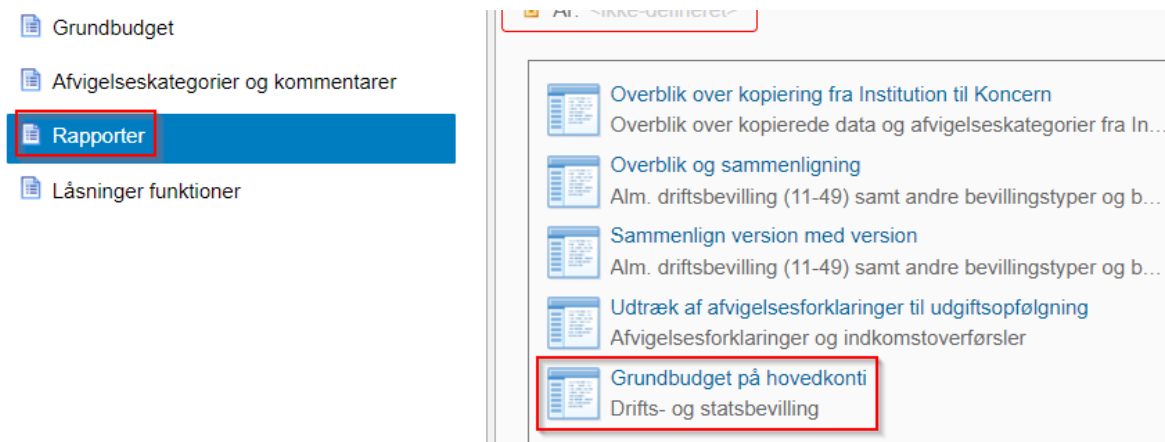 Grundbudget
Afvigelseskategorier og kommentarer
Rapporter
Låsninger funktioner
År: <ikke-defineret>
Overblik over kopiering fra Institution til Koncern
Overblik over kopierede data og afvigelseskategorier fra In...
Overblik og sammenligning
Alm. driftsbevilling (11-49) samt andre bevillingstyper og b...
Sammenlign version med version
Alm. driftsbevilling (11-49) samt andre bevillingstyper og b...
Udtræk af afvigelsesforklaringer til udgiftsopfølgning
Afvigelsesforklaringer og indkomstoverførsler
Grundbudget på hovedkonti
Drifts- og statsbevilling